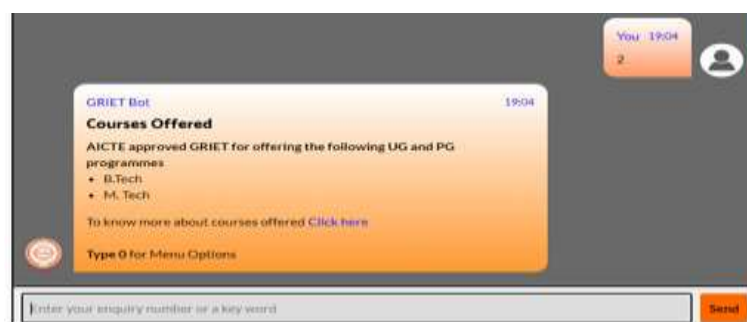 You 19:04
2
GRIET Bot 19:04
Courses Offered
AICTE approved GRIET for offering the following UG and PG
programmes
• B.Tech
• M. Tech
To know more about courses offered Click here
Type 0 for Menu Options
Enter your enquiry number or a key word
Send